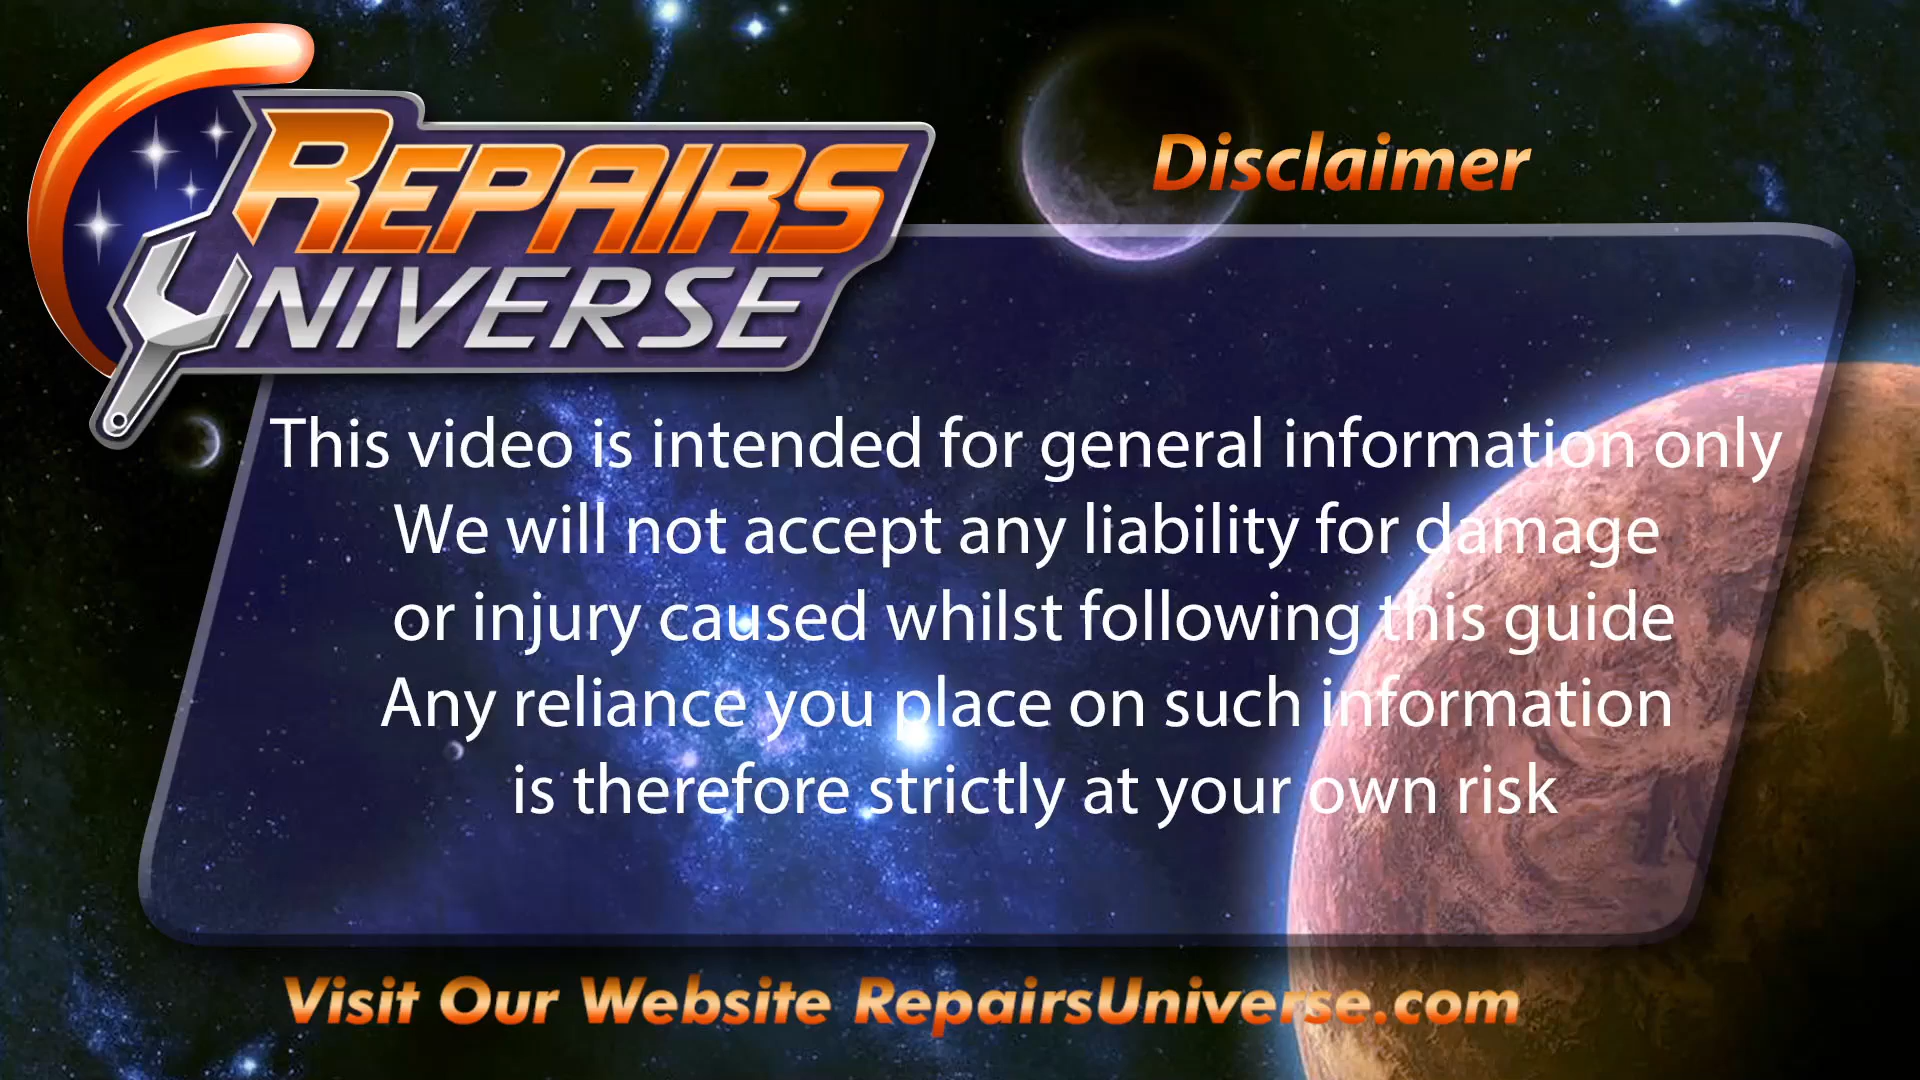 REPAIRS
UNIVERSE
Disclaimer
This video is intended for general information only
We will not accept any liability for damage
or injury caused whilst following this guide
Any reliance you place on such information
is therefore strictly at your own risk
Visit Our Website RepairsUniverse.com